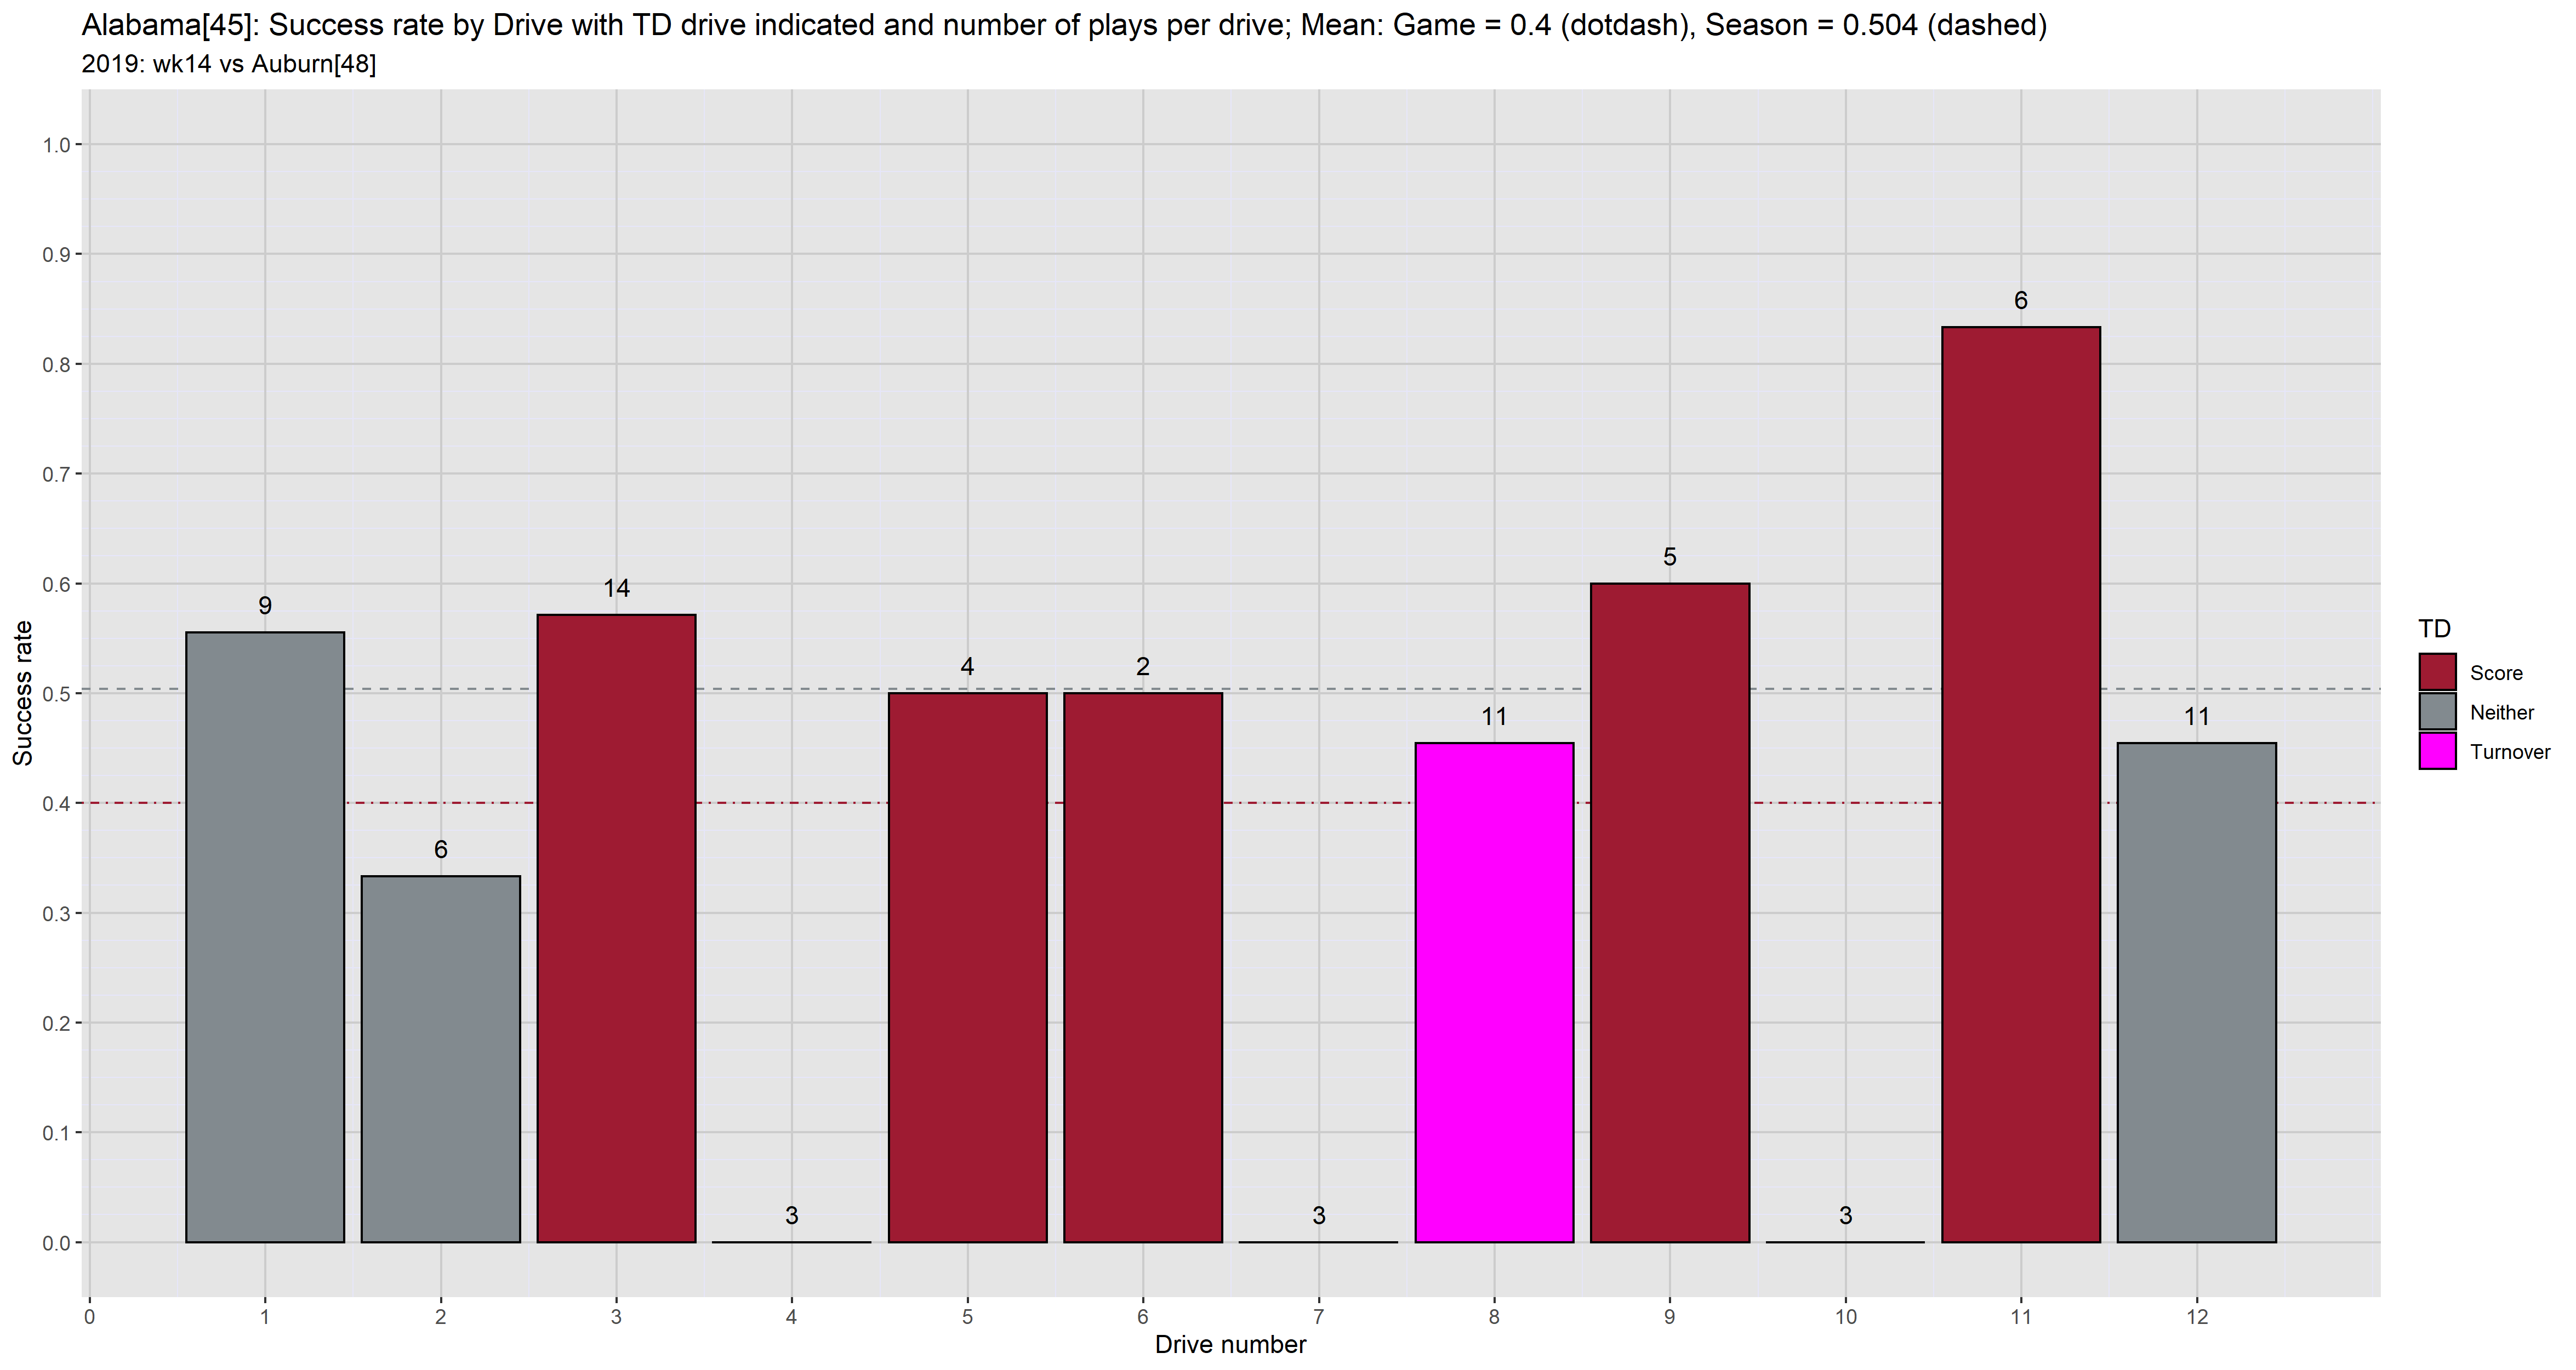 Alabama[45]: Success rate by Drive with TD drive indicated and number of plays per drive; Mean: Game = 0.4 (dotdash), Season = 0.504 (dashed)
2019: wk14 vs Auburn[48]
Success rate
1.0
0.9
0.8
0.7
0.6
0.5
0.4
0.3
0.2
0.1
0.0
9
6
14
3
4
2
3
11
5
3
6
11
0 1 2 3 4 5 6 7 8 9 10 11 12
Drive number
TD
Score
Neither
Turnover